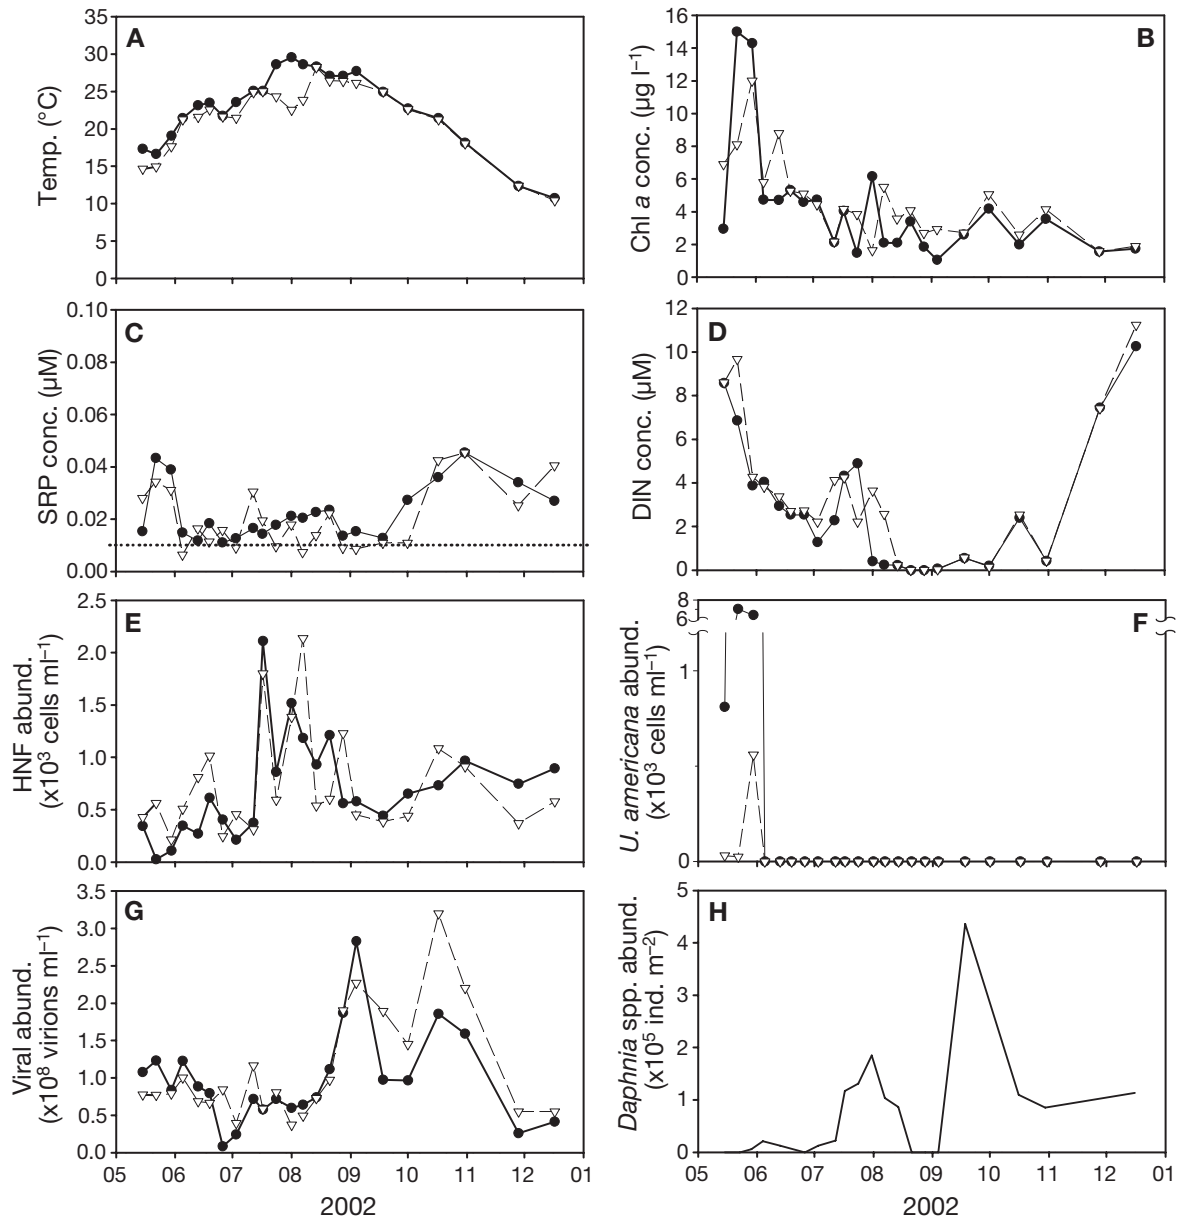 A
Temp. (°C)
35
30
25
20
15
10
5
0
B
Chl a conc. (µg l⁻¹)
16
14
12
10
8
6
4
2
0
C
SRP conc. (µM)
0.10
0.08
0.06
0.04
0.02
0.00
D
DIN conc. (µM)
12
10
8
6
4
2
0
E
HNF abund.
(x10³ cells ml⁻¹)
2.5
2.0
1.5
1.0
0.5
0.0
F
U. americana abund.
(x10³ cells ml⁻¹)
8
6
1
0
G
Viral abund.
(x10⁸ virions ml⁻¹)
3.5
3.0
2.5
2.0
1.5
1.0
0.5
0.0
05 06 07 08 09 10 11 12 01
2002
H
Daphnia spp. abund.
(x10⁵ ind. m⁻²)
5
4
3
2
1
0
05 06 07 08 09 10 11 12 01
2002